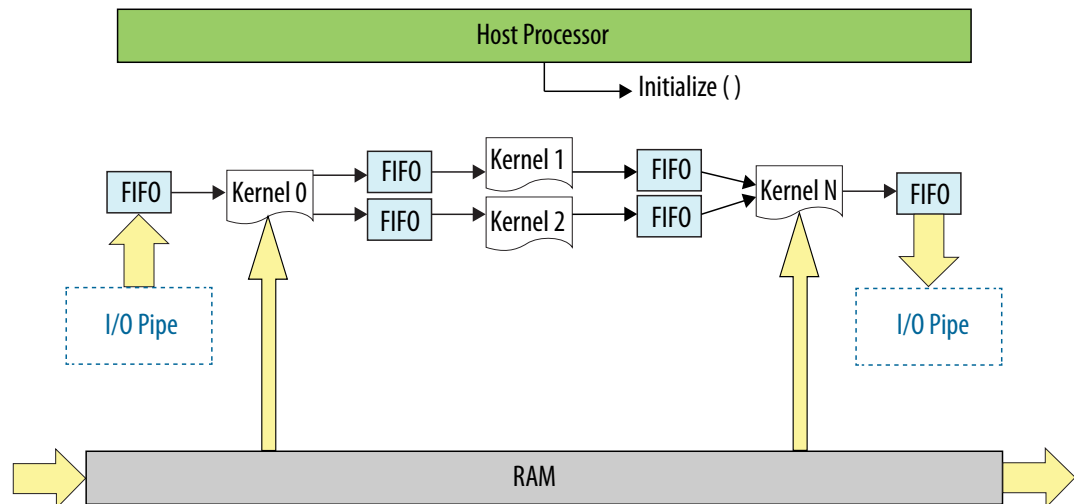 Host Processor
Initialize ( )
FIFO
Kernel 0
FIFO
FIFO
Kernel 1
Kernel 2
FIFO
FIFO
Kernel N
FIFO
I/O Pipe
I/O Pipe
RAM